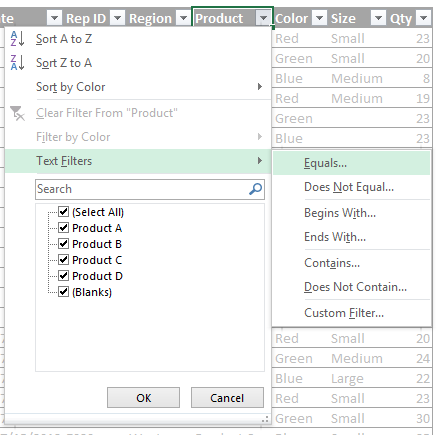 te Rep ID Region Product Color Size Qty
Sort A to Z
Sort Z to A
Sort by Color
Clear Filter From "Product"
Filter by Color
Text Filters
Search
(Select All)
Product A
Product B
Product C
Product D
(Blanks)
OK Cancel
Equals...
Does Not Equal...
Begins With...
Ends With...
Contains...
Does Not Contain...
Custom Filter...
Red Small 23
Green Small 20
Blue Medium 8
Red Medium 19
Green 23
Blue 23
Red Small 20
Green Medium 24
Blue Large 22
Red Small 23
Green Small 30